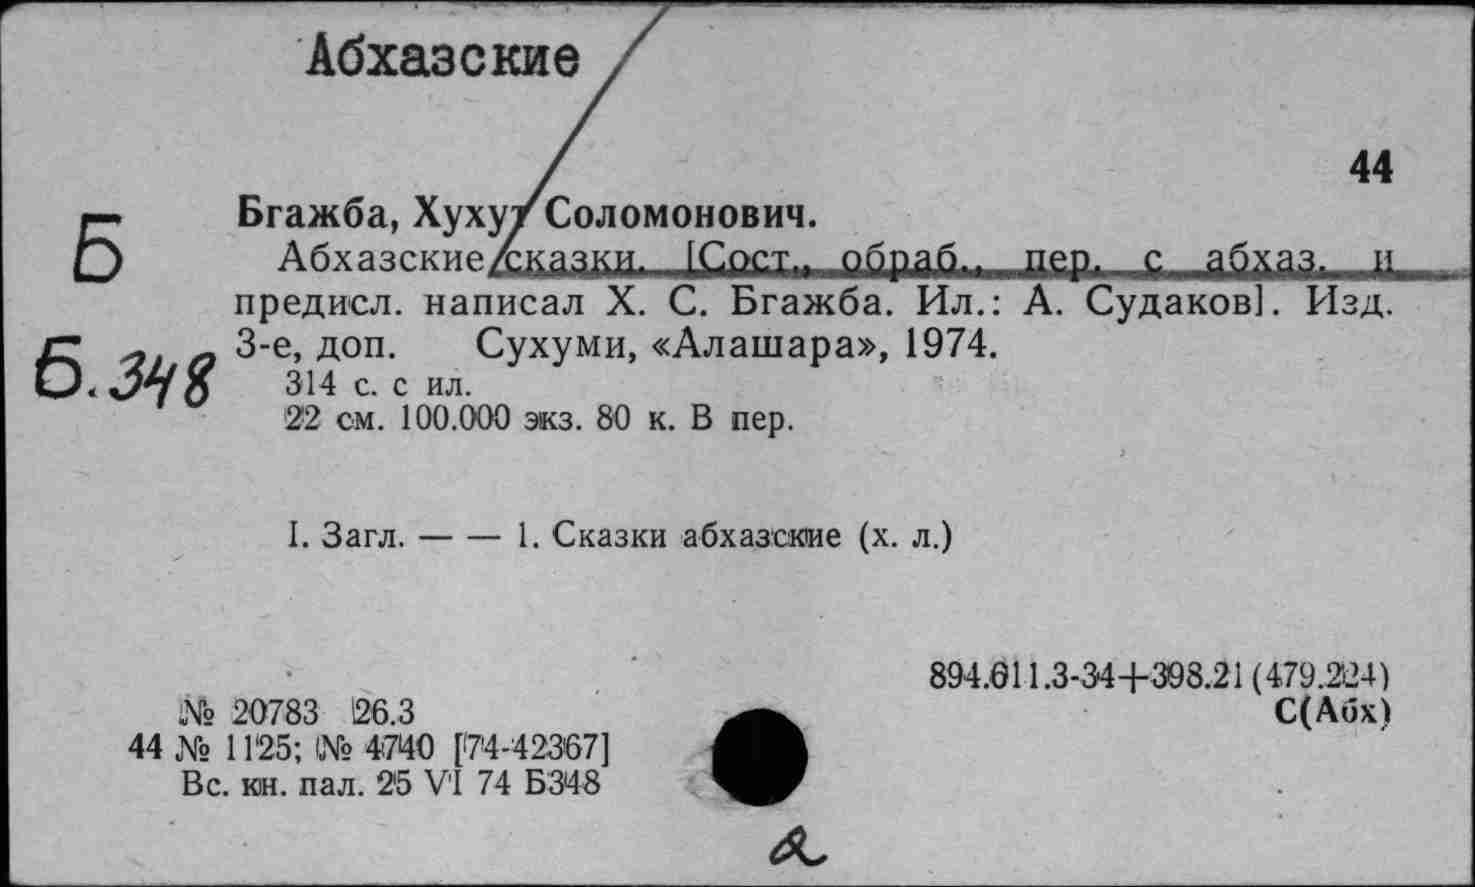 Абхазские
44
Б
Бгажба, Хухут Соломонович.
Абхазские сказки. [Сост., обраб., пер. с абхаз. и
предисл. написал Х. С. Бгажба. Ил.: А. Судаков]. Изд.
3-е, доп. Сухуми, «Алашара», 1974.
Б.348
314 с. с ил.
22 см. 100.000 экз. 80 к. В пер.
I. Загл. — — 1. Сказки абхазские (х. л.)
894.611.3-34+398.21 (479.224)
С(Абх)
№ 20783 126.3
44 № 1125; № 4740 [74-42367]
Вс. кн. пал. 25 VI 74 Б348